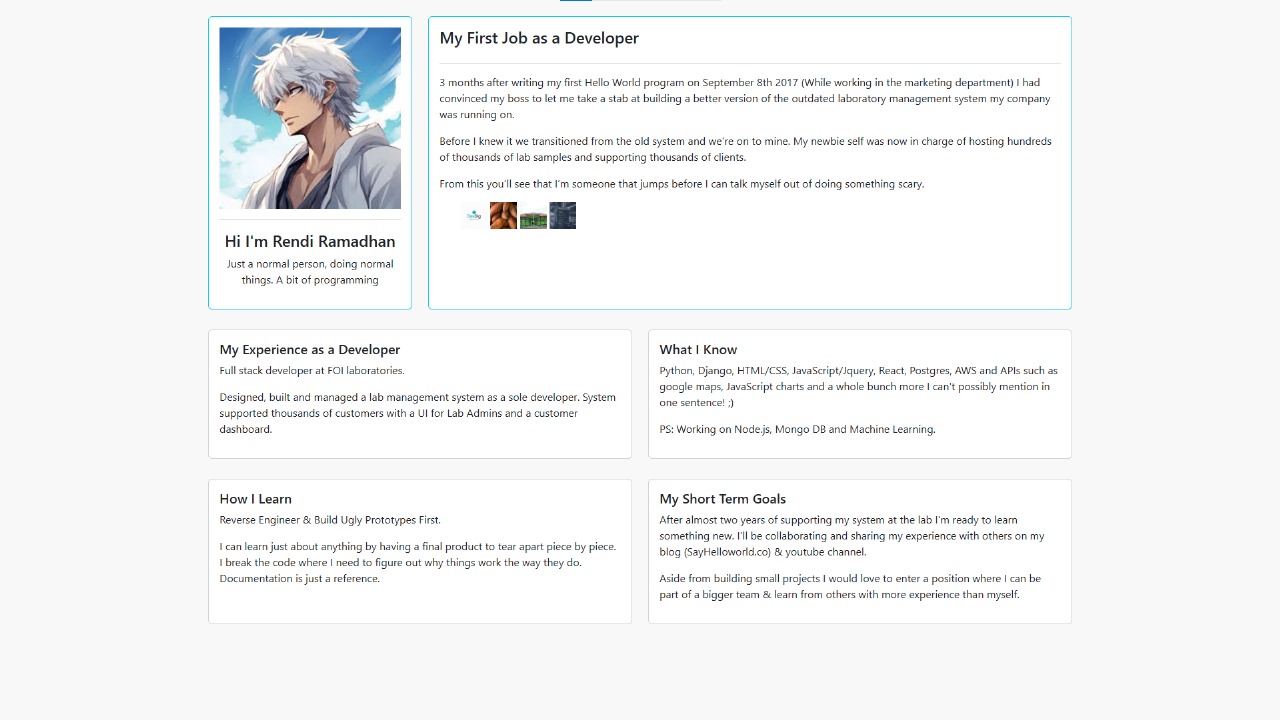 My First Job as a Developer
3 months after writing my first Hello World program on September 8th 2017 (While working in the marketing department) I had
convinced my boss to let me take a stab at building a better version of the outdated laboratory management system my company
was running on.
Before I knew it we transitioned from the old system and we're on to mine. My newbie self was now in charge of hosting hundreds
of thousands of lab samples and supporting thousands of clients.
From this you'll see that I'm someone that jumps before I can talk myself out of doing something scary.
Hi I'm Rendi Ramadhan
Just a normal person, doing normal
things. A bit of programming
My Experience as a Developer
Full stack developer at FOI laboratories.
Designed, built and managed a lab management system as a sole developer. System
supported thousands of customers with a UI for Lab Admins and a customer
dashboard.
What I Know
Python, Django, HTML/CSS, JavaScript/Jquery, React, Postgres, AWS and APIs such as
google maps, JavaScript charts and a whole bunch more I can't possibly mention in
one sentence! ;)
PS: Working on Node.js, Mongo DB and Machine Learning.
How I Learn
Reverse Engineer & Build Ugly Prototypes First.
I can learn just about anything by having a final product to tear apart piece by piece.
I break the code where I need to figure out why things work the way they do.
Documentation is just a reference.
My Short Term Goals
After almost two years of supporting my system at the lab I'm ready to learn
something new. I'll be collaborating and sharing my experience with others on my
blog (SayHelloworld.co) & youtube channel.
Aside from building small projects I would love to enter a position where I can be
part of a bigger team & learn from others with more experience than myself.